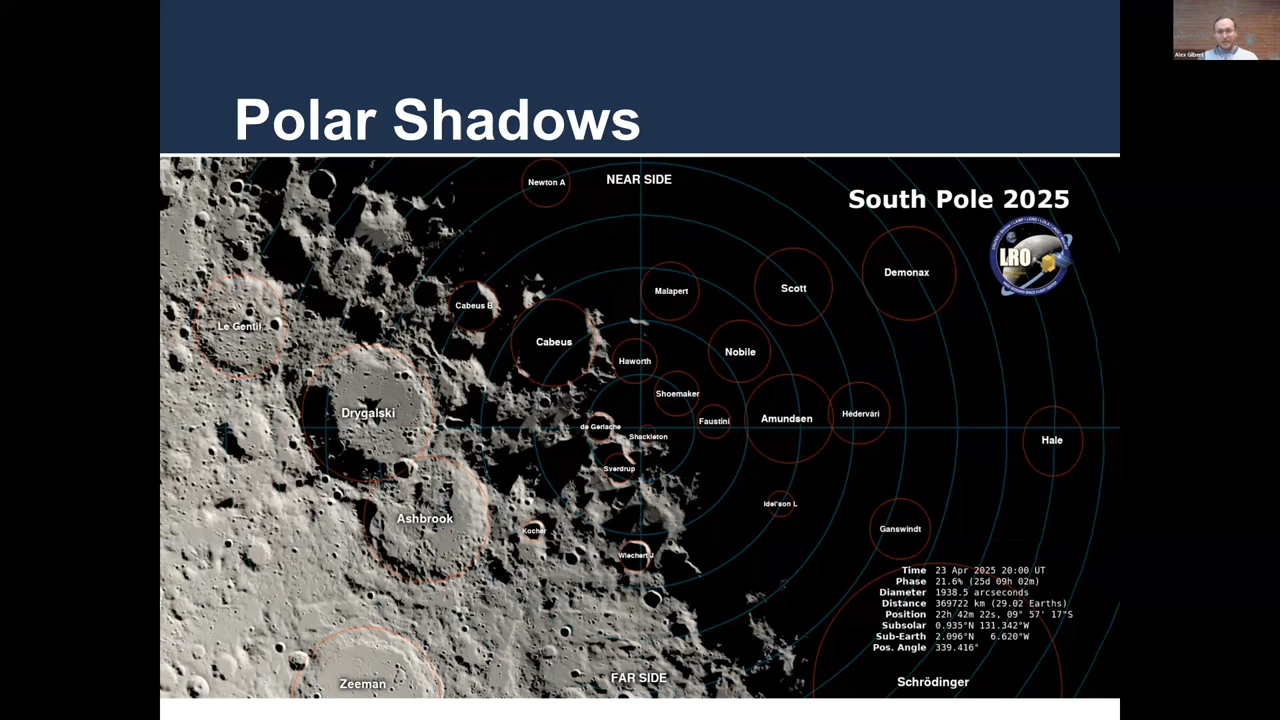 Alex Gilbert
Polar Shadows
NEAR SIDE
South Pole 2025
LRO
Newton A
Demonax
Malapert
Scott
Cabeus B
Le Gentil
Cabeus
Nobile
Haworth
Shoemaker
Drygalski
Faustini
Amundsen
Hédervári
de Gerlache
Shackleton
Hale
Sverdrup
Idel'son L
Ashbrook
Kocher
Ganswindt
Wiechert J
Time 23 Apr 2025 20:00 UT
Phase 21.6% (25d 09h 02m)
Diameter 1938.5 arcseconds
Distance 369722 km (29.02 Earths)
Position 22h 42m 22s, 09° 57' 17"S
Subsolar 0.935°N 131.342°W
Sub-Earth 2.096°N 6.620°W
Pos. Angle 339.416°
FAR SIDE
Zeeman
Schrödinger